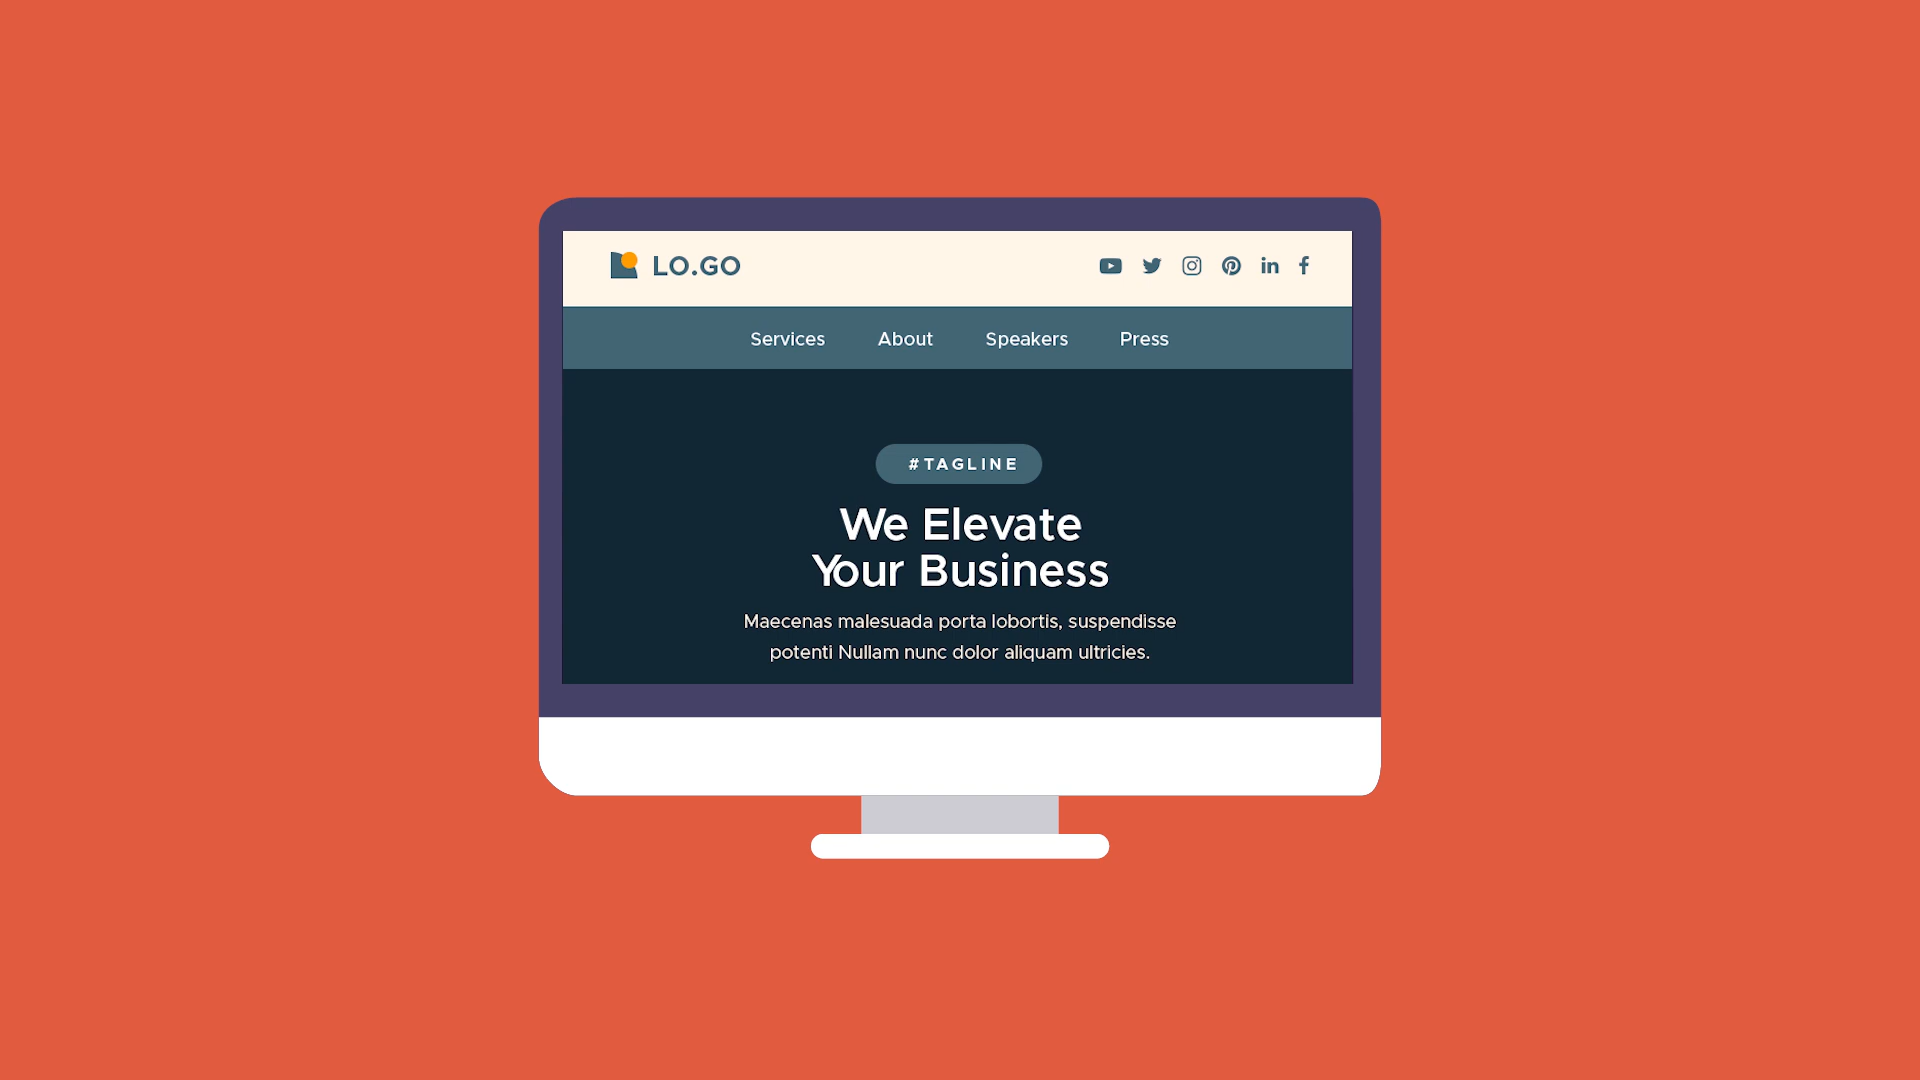 LO.GO
Services About Speakers Press
#TAGLINE
We Elevate
Your Business
Maecenas malesuada porta lobortis, suspendisse
potenti Nullam nunc dolor aliquam ultricies.